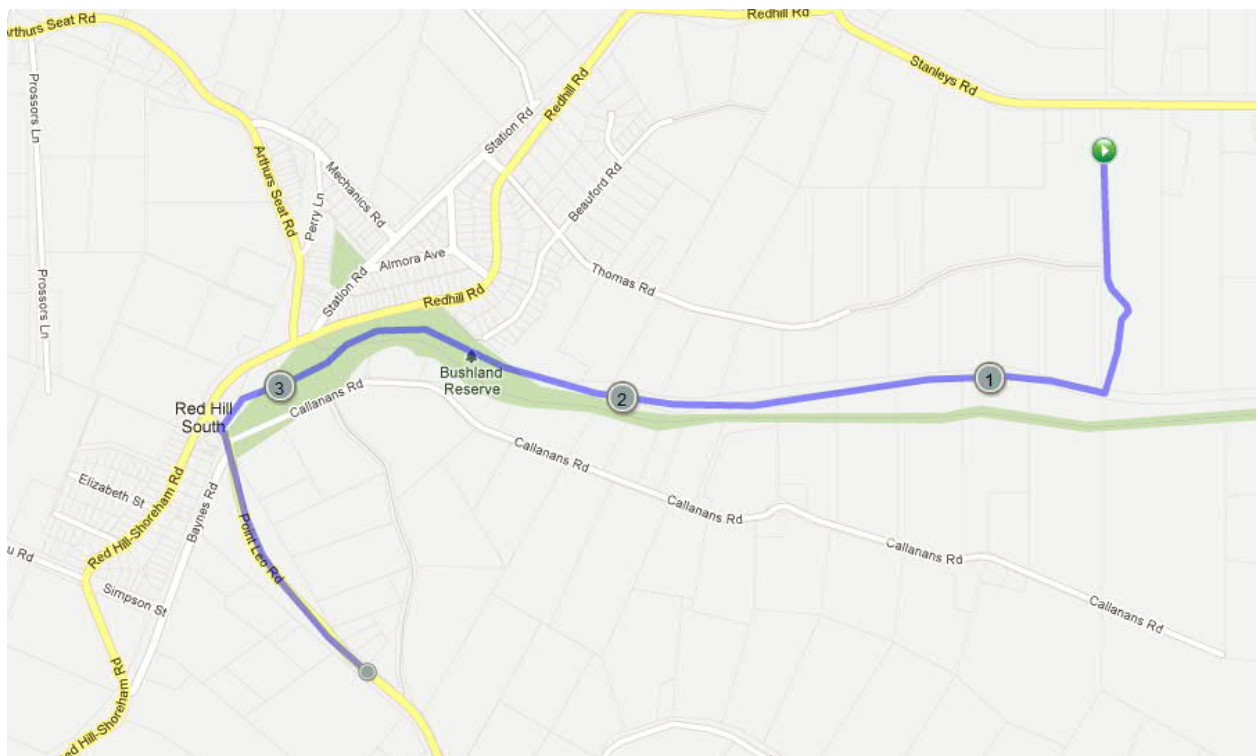 Arthurs Seat Rd
Redhill Rd
Stanleys Rd
Prossors Ln
Station Rd
Redhill Rd
Mechanics Rd
Perry Ln
Arthurs Seat Rd
Beauford Rd
Almora Ave
Station Rd
Thomas Rd
Prossors Ln
Redhill Rd
Bushland
Reserve
1
2
3
Callanans Rd
Red Hill
South
Callanans Rd
Elizabeth St
Baynes Rd
Red Hill-Shoreham Rd
Callanans Rd
Point Leo Rd
Callanans Rd
u Rd
Simpson St
Callanans Rd
ed Hill-Shoreham Rd